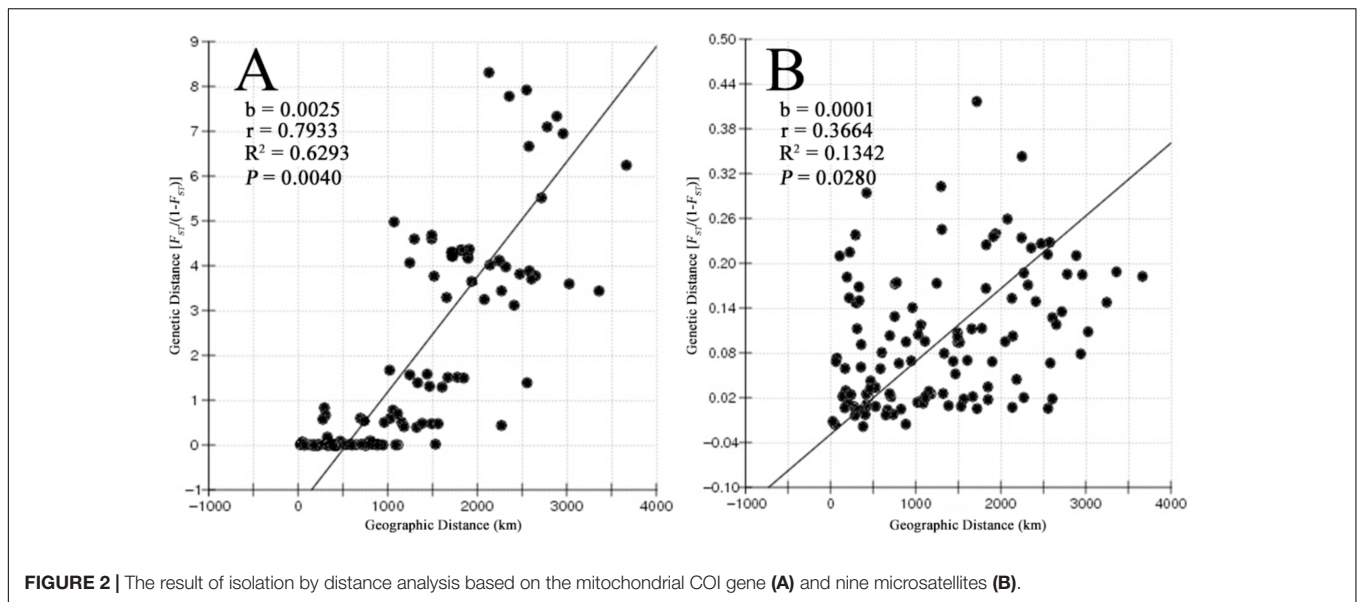 A
b = 0.0025
r = 0.7933
R² = 0.6293
P = 0.0040
Genetic Distance [F_ST/(1-F_ST)]
9
8
7
6
5
4
3
2
1
0
−1
−1000 0 1000 2000 3000 4000
Geographic Distance (km)
B
b = 0.0001
r = 0.3664
R² = 0.1342
P = 0.0280
Genetic Distance [F_ST/(1-F_ST)]
0.50
0.44
0.38
0.32
0.26
0.20
0.14
0.08
0.02
−0.04
−0.10
−1000 0 1000 2000 3000 4000
Geographic Distance (km)
FIGURE 2 | The result of isolation by distance analysis based on the mitochondrial COI gene (A) and nine microsatellites (B).